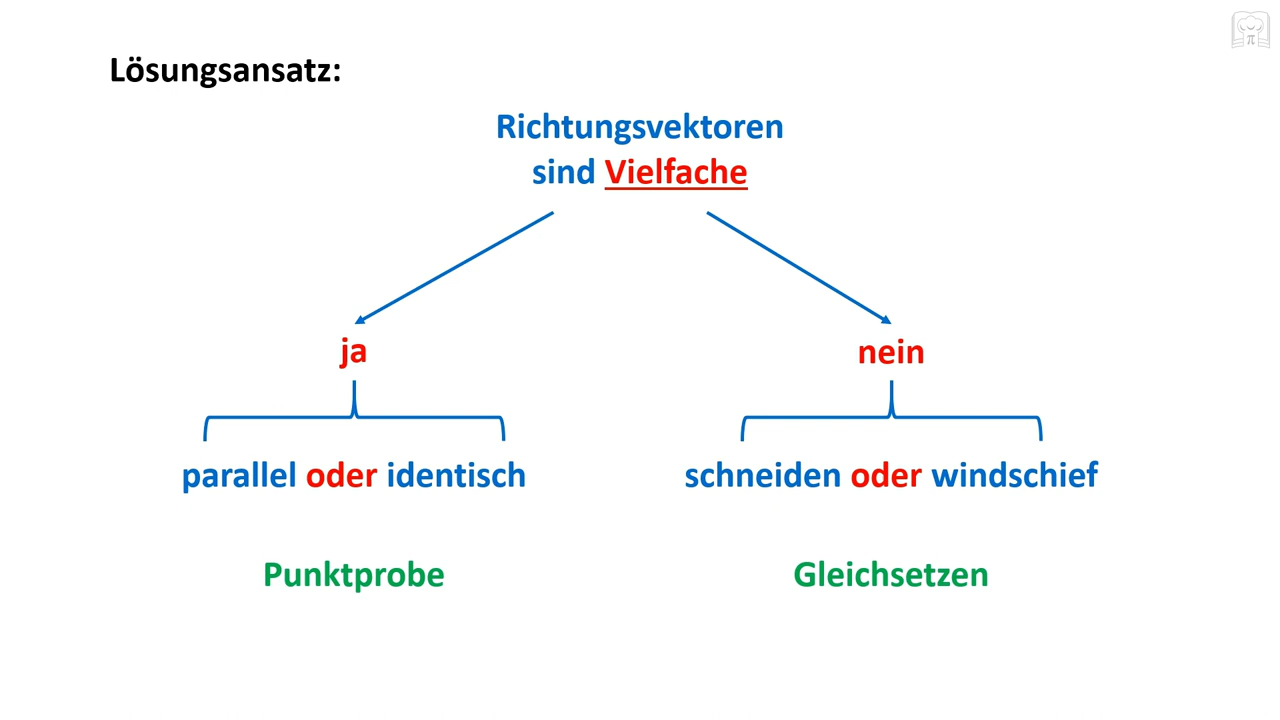 Lösungsansatz:
Richtungsvektoren
sind Vielfache
ja
nein
parallel oder identisch
schneiden oder windschief
Punktprobe
Gleichsetzen
π